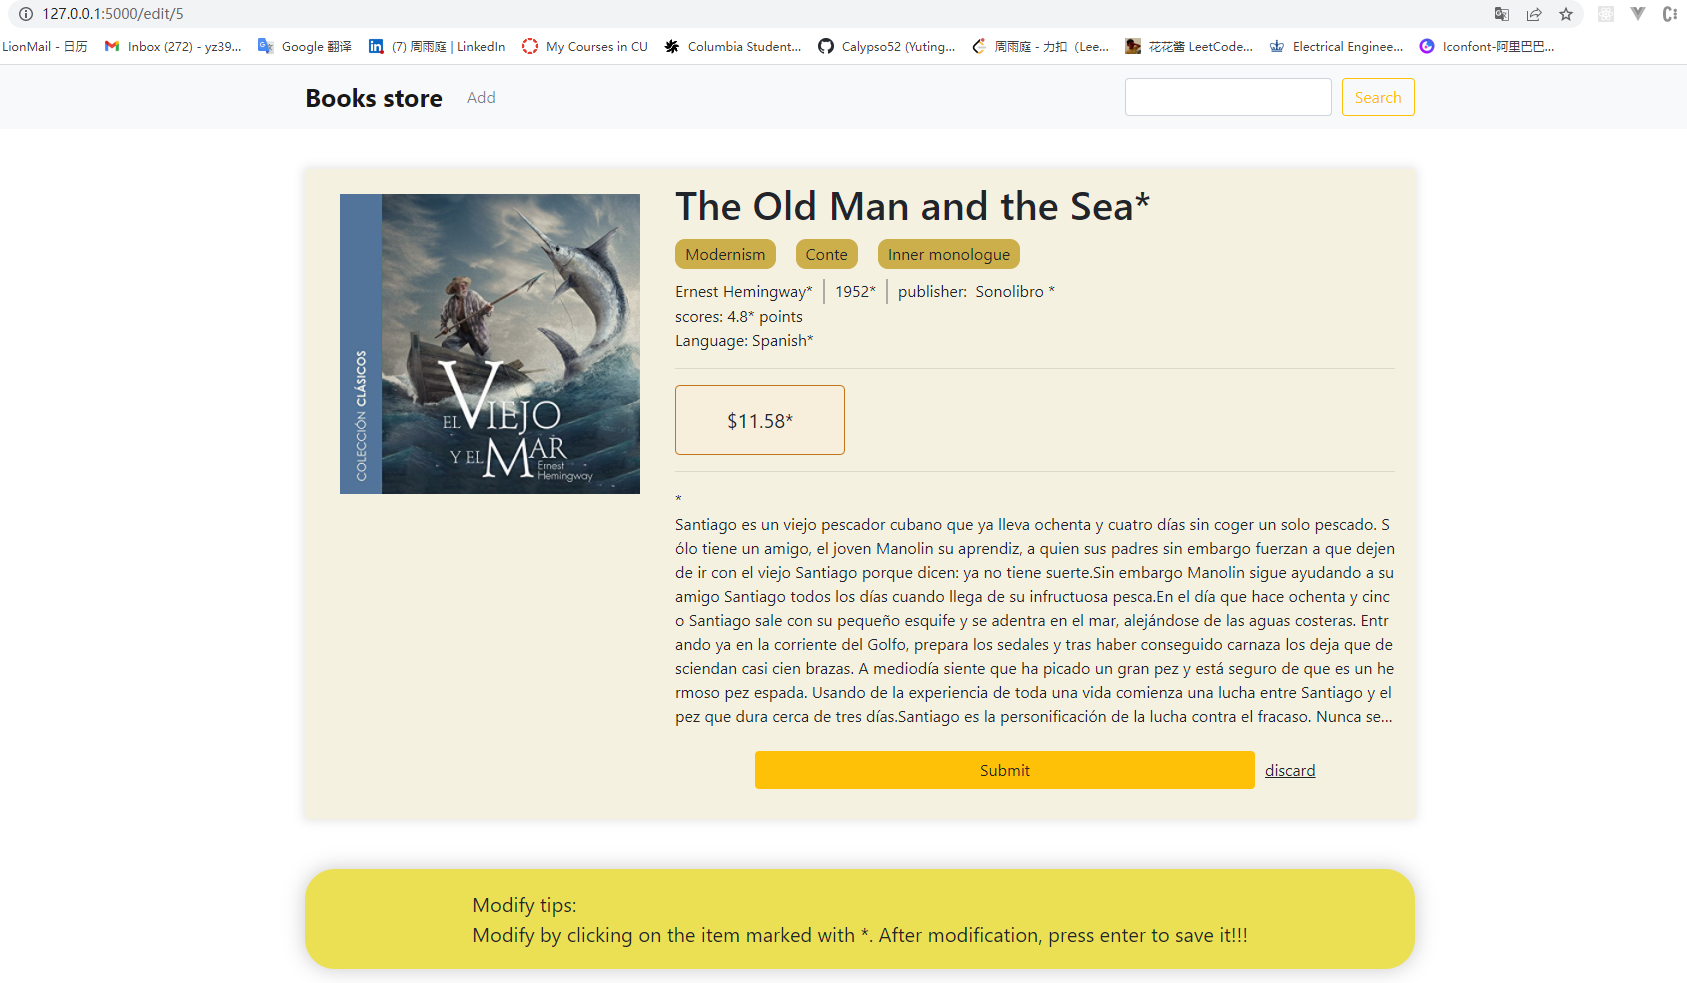 127.0.0.1:5000/edit/5
LionMail - 日历 Inbox (272) - yz39... Google 翻译 (7) 周雨庭 | LinkedIn My Courses in CU Columbia Student... Calypso52 (Yuting... 周雨庭 - 力扣 (Lee... 花花酱 LeetCode... Electrical Enginee... Iconfont-阿里巴巴...
Books store Add Search
The Old Man and the Sea*
Modernism Conte Inner monologue
Ernest Hemingway* 1952* publisher: Sonolibro *
scores: 4.8* points
Language: Spanish*
COLECCIÓN CLÁSICOS
EL VIEJO
Y EL MAR
Ernest
Hemingway
$11.58*
*
Santiago es un viejo pescador cubano que ya lleva ochenta y cuatro días sin coger un solo pescado. S
ólo tiene un amigo, el joven Manolin su aprendiz, a quien sus padres sin embargo fuerzan a que dejen
de ir con el viejo Santiago porque dicen: ya no tiene suerte.Sin embargo Manolin sigue ayudando a su
amigo Santiago todos los días cuando llega de su infructuosa pesca.En el día que hace ochenta y cinc
o Santiago sale con su pequeño esquife y se adentra en el mar, alejándose de las aguas costeras. Entr
ando ya en la corriente del Golfo, prepara los sedales y tras haber conseguido carnaza los deja que de
sciendan casi cien brazas. A mediodía siente que ha picado un gran pez y está seguro de que es un he
rmoso pez espada. Usando de la experiencia de toda una vida comienza una lucha entre Santiago y el
pez que dura cerca de tres días.Santiago es la personificación de la lucha contra el fracaso. Nunca se...
Submit discard
Modify tips:
Modify by clicking on the item marked with *. After modification, press enter to save it!!!